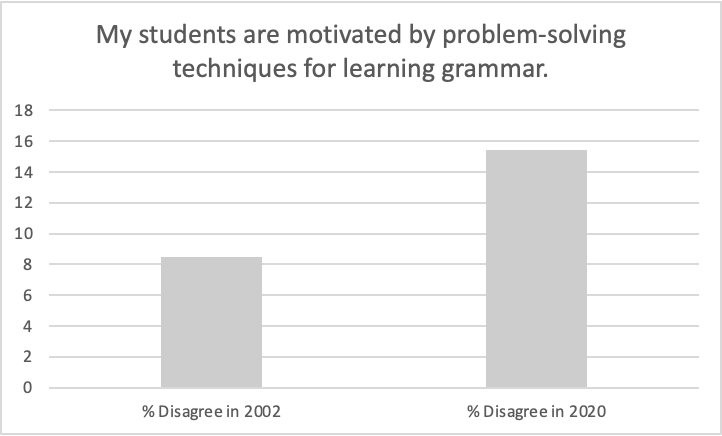 My students are motivated by problem-solving
techniques for learning grammar.
18
16
14
12
10
8
6
4
2
0
% Disagree in 2002
% Disagree in 2020